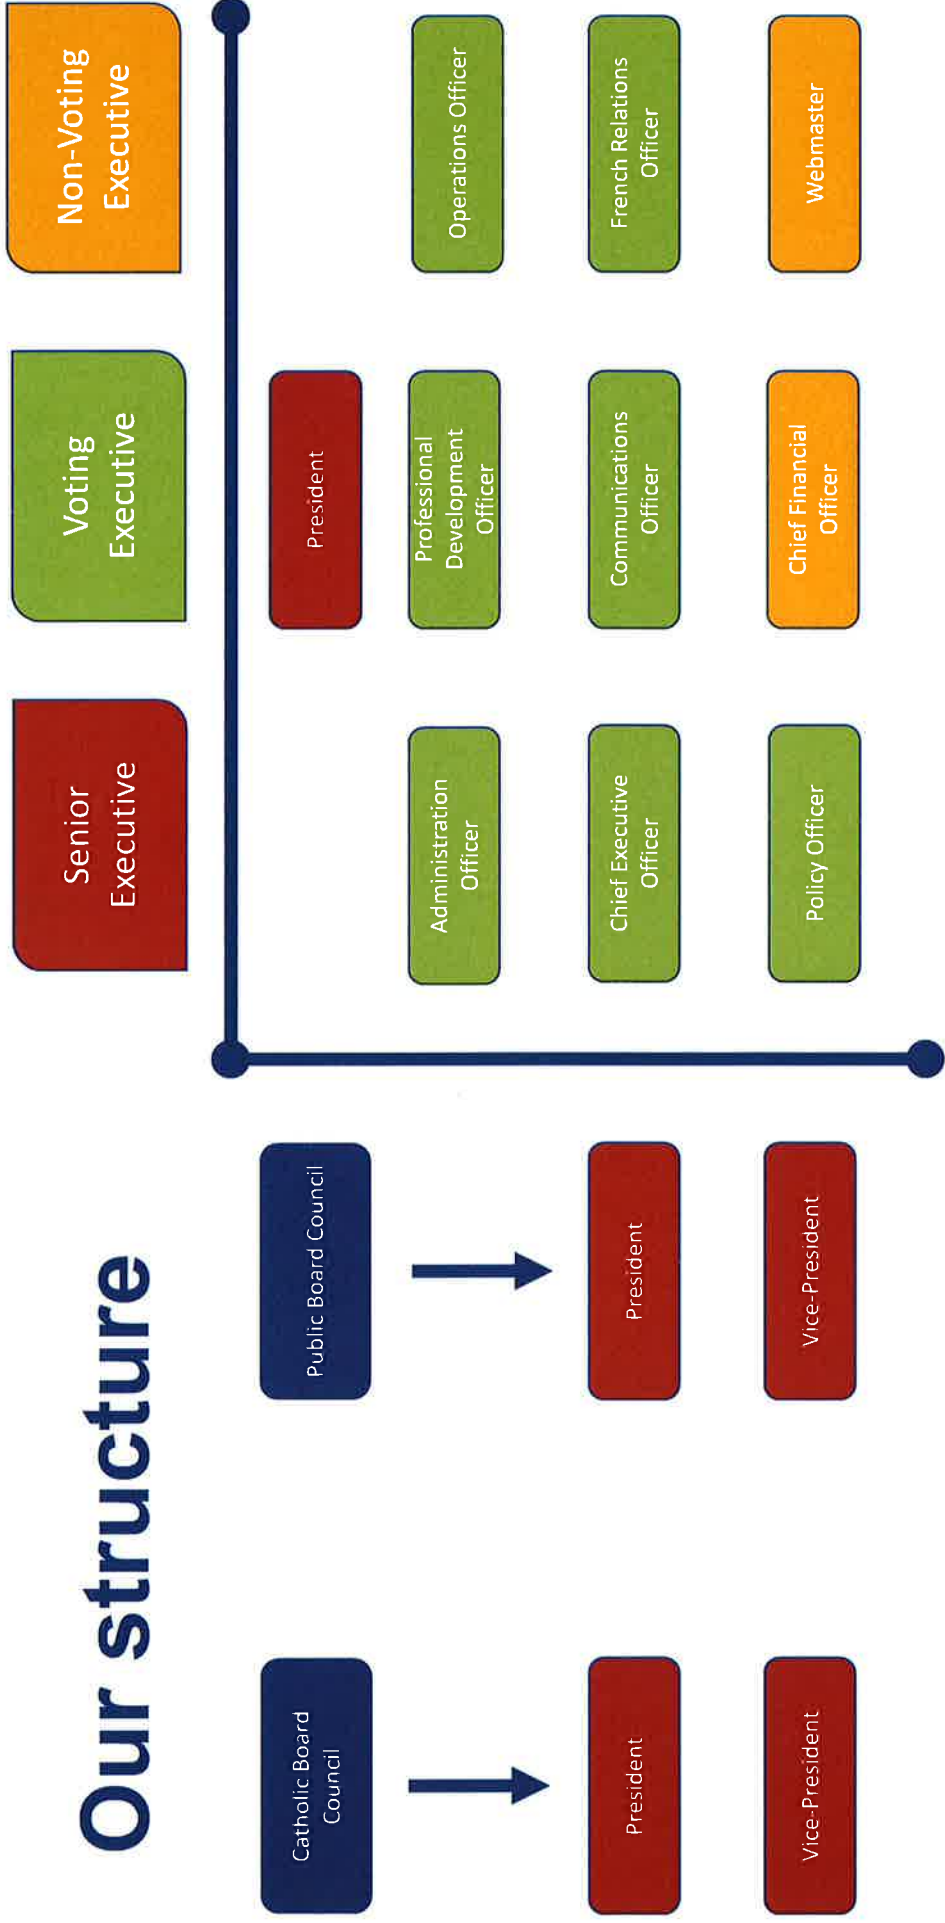 Our structure
Senior
Executive
Voting
Executive
Non-Voting
Executive
Catholic Board
Council
Public Board Council
President
President
President
Vice-President
Vice-President
Administration
Officer
Professional
Development
Officer
Operations Officer
Chief Executive
Officer
Communications
Officer
French Relations
Officer
Policy Officer
Chief Financial
Officer
Webmaster